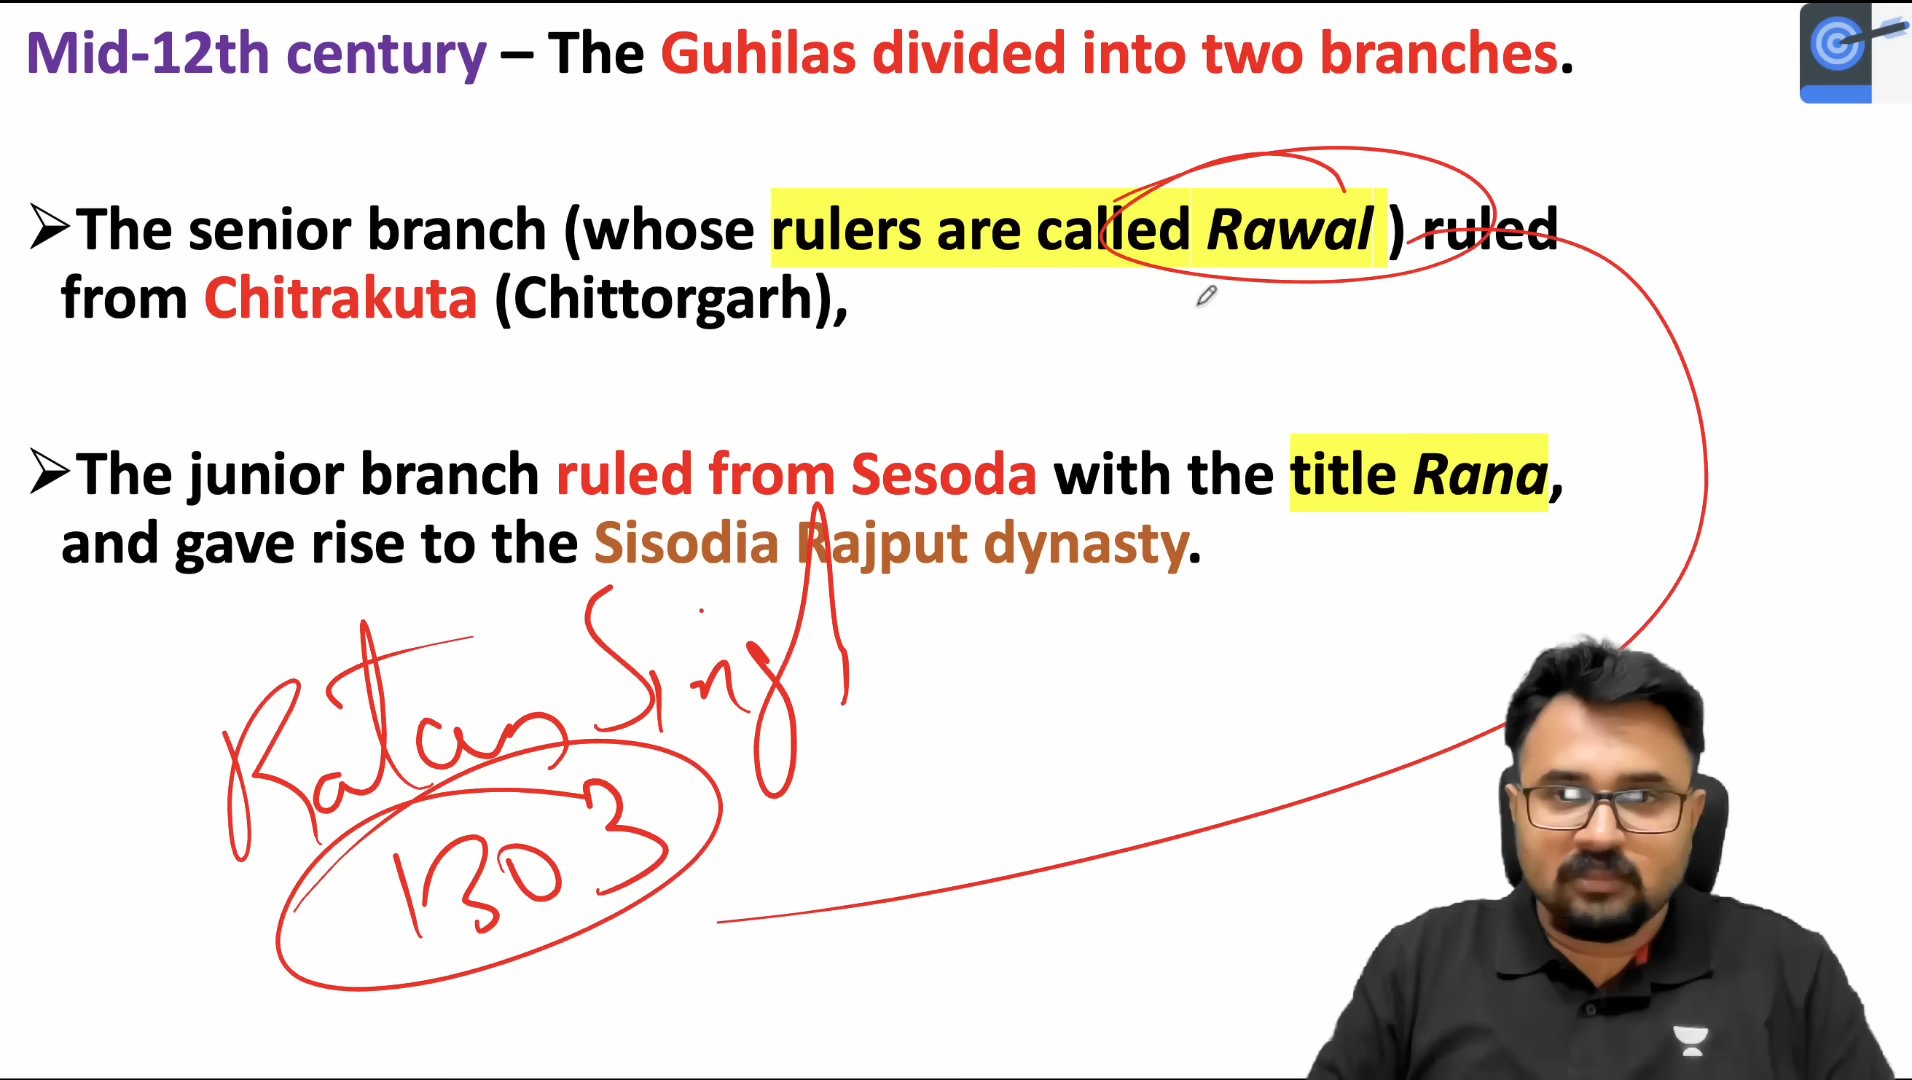 Mid-12th century – The Guhilas divided into two branches.
➢The senior branch (whose rulers are called Rawal ) ruled
from Chitrakuta (Chittorgarh),
➢The junior branch ruled from Sesoda with the title Rana,
and gave rise to the Sisodia Rajput dynasty.
Ratan Singh
1303